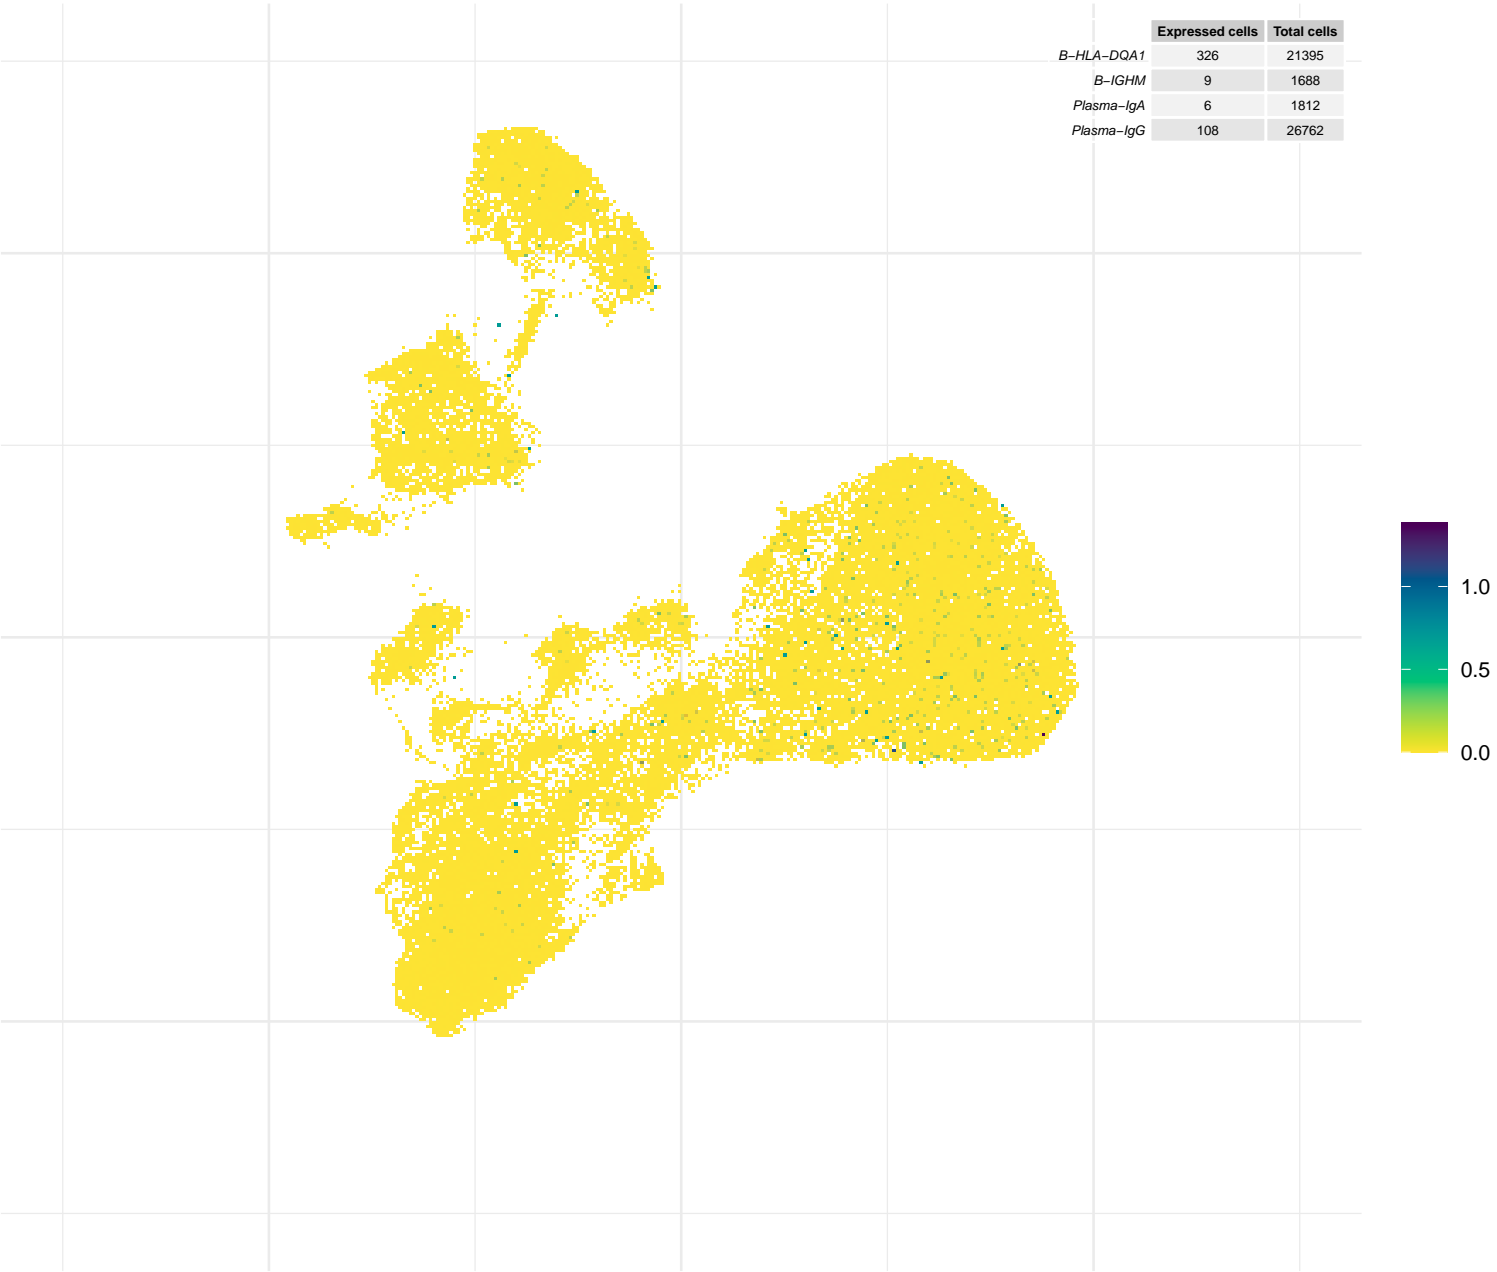 Expressed cells Total cells
B−HLA−DQA1 326 21395
B−IGHM 9 1688
Plasma−IgA 6 1812
Plasma−IgG 108 26762
1.0
0.5
0.0